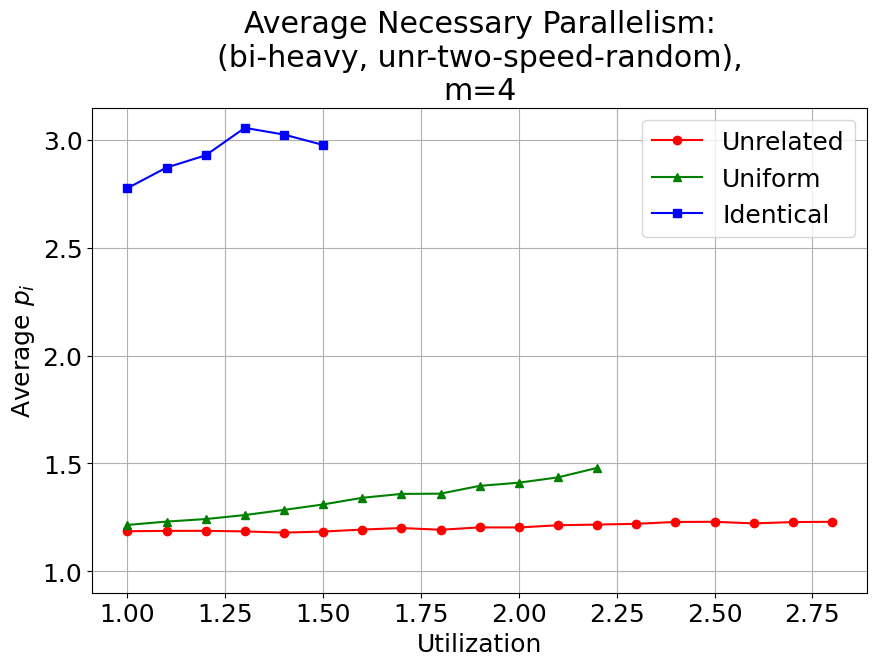 Average Necessary Parallelism:
(bi-heavy, unr-two-speed-random),
m=4
Unrelated
Uniform
Identical
3.0
2.5
2.0
1.5
1.0
Average p_i
1.00 1.25 1.50 1.75 2.00 2.25 2.50 2.75
Utilization